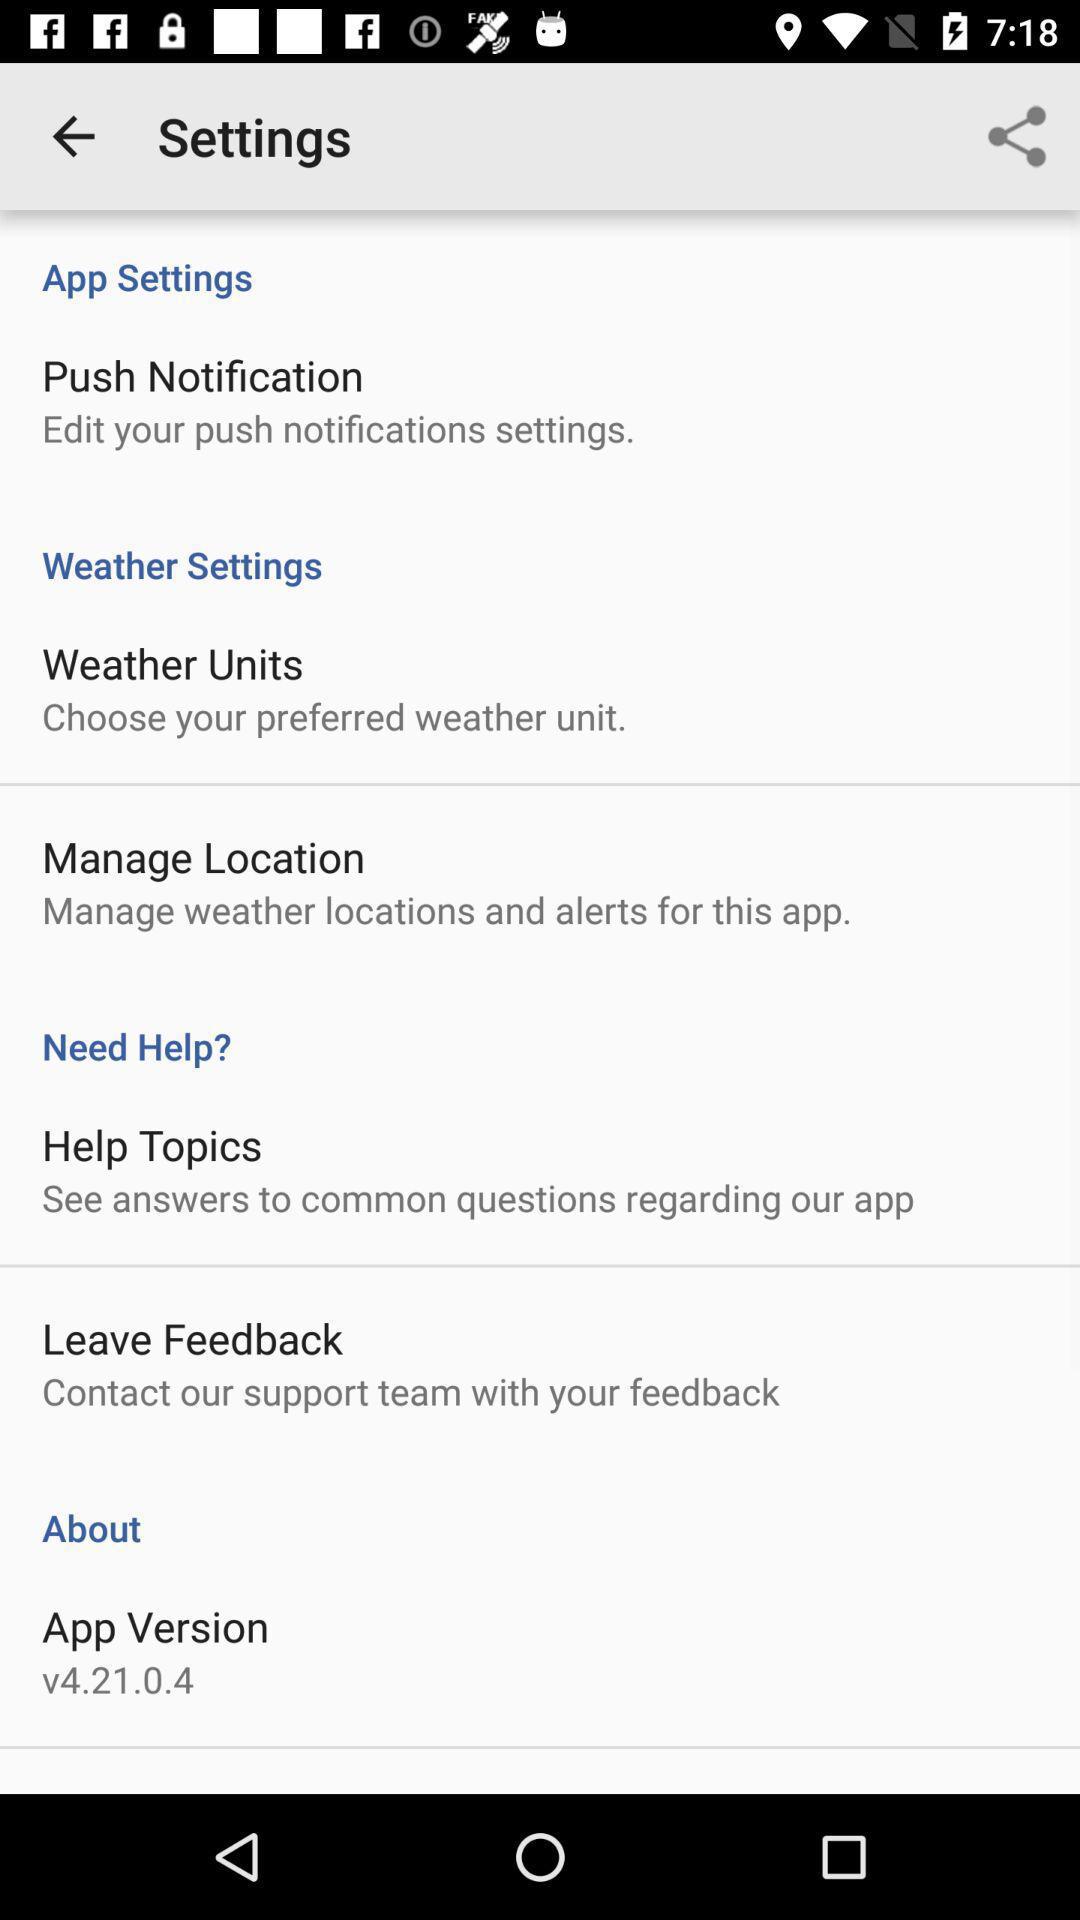 FAKE
7:18
Settings
App Settings
Push Notification
Edit your push notifications settings.
Weather Settings
Weather Units
Choose your preferred weather unit.
Manage Location
Manage weather locations and alerts for this app.
Need Help?
Help Topics
See answers to common questions regarding our app
Leave Feedback
Contact our support team with your feedback
About
App Version
v4.21.0.4